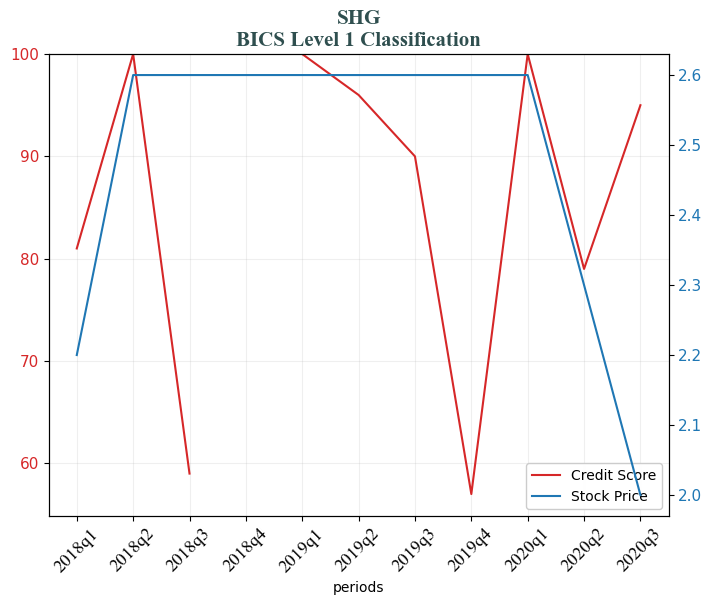 SHG
BICS Level 1 Classification
100
90
80
70
60
2.6
2.5
2.4
2.3
2.2
2.1
2.0
Credit Score
Stock Price
2018q1
2018q2
2018q3
2018q4
2019q1
2019q2
2019q3
2019q4
2020q1
2020q2
2020q3
periods